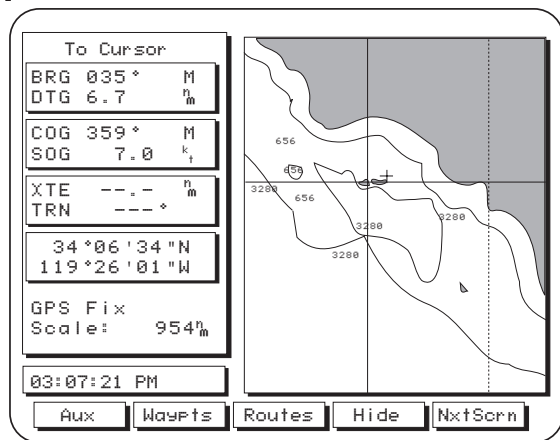 To Cursor
BRG 035° M
DTG 6.7 nm
COG 359° M
SOG 7.0 kt
XTE --.- nm
TRN ---°
34°06'34"N
119°26'01"W
GPS Fix
Scale: 954nm
03:07:21 PM
656
656
3280
656
3280
3280
3280
Aux Waypts Routes Hide NxtScrn